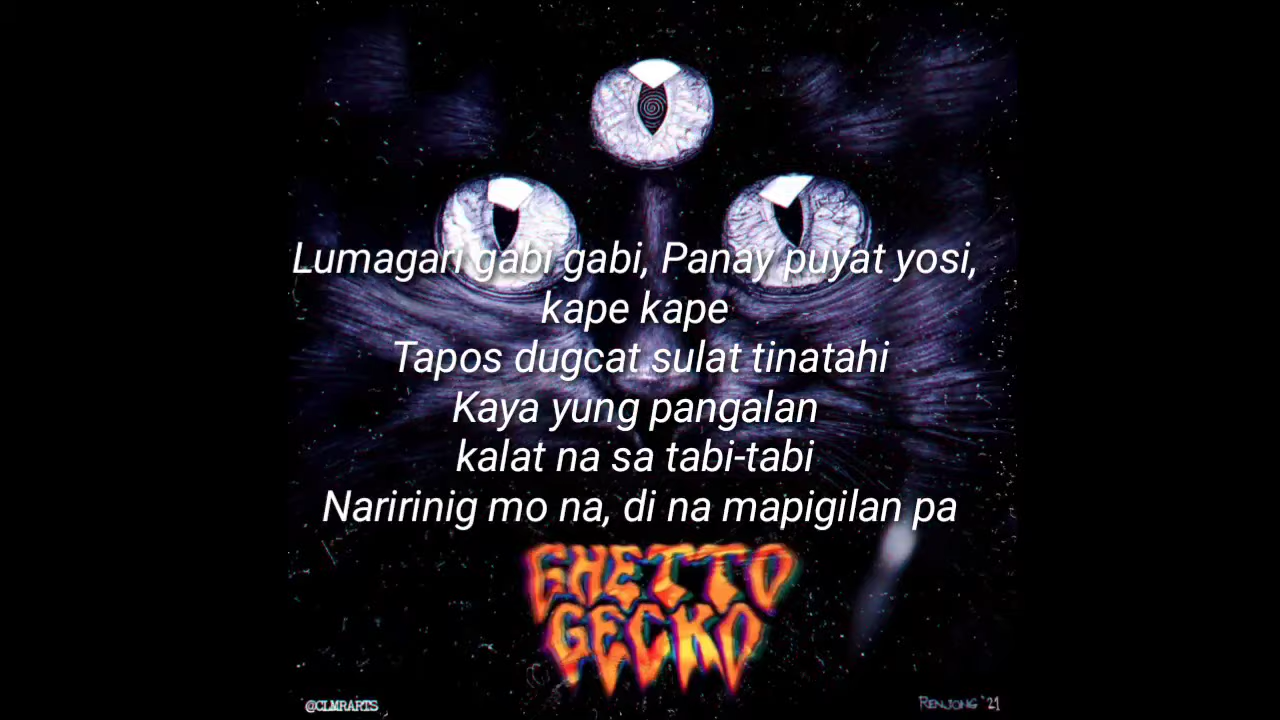 Lumagari gabi gabi, Panay puyat yosi,
kape kape
Tapos dugcat sulat tinatahi
Kaya yung pangalan
kalat na sa tabi-tabi
Naririnig mo na, di na mapigilan pa
GHETTO
GECKO
@CLMRARTS
RENJONG '21